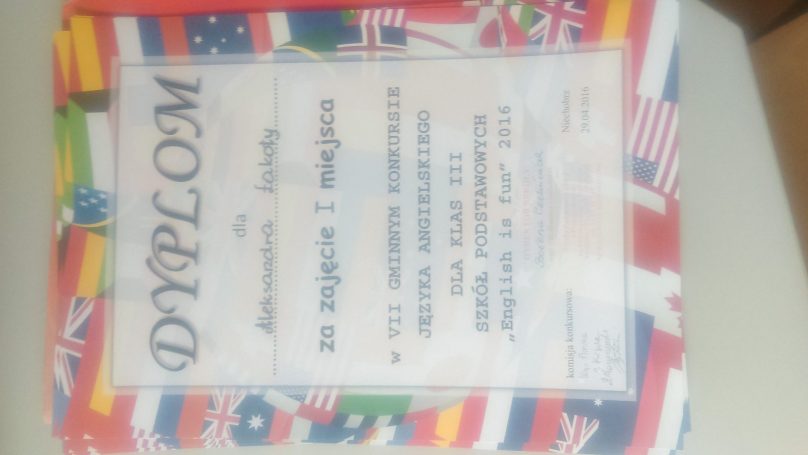 DYPLOM
dla
Aleksandra Łakoty
za zajęcie I miejsca
w VII GMINNYM KONKURSIE
JĘZYKA ANGIELSKIEGO
DLA KLAS III
SZKÓŁ PODSTAWOWYCH
„English is fun” 2016
komisja konkursowa:
Niechobrz
29.04.2016